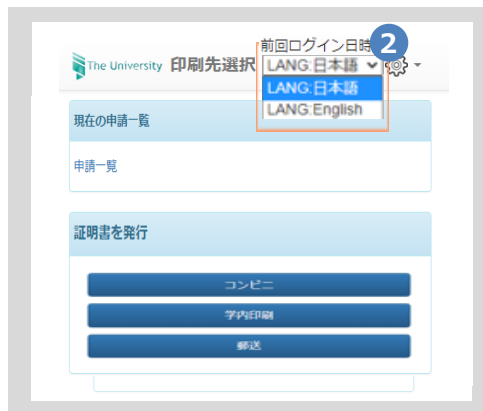 前回ログイン日時
2
The University 印刷先選択
LANG:日本語
LANG:日本語
LANG:English
現在の申請一覧
申請一覧
証明書を発行
コンビニ
学内印刷
郵送